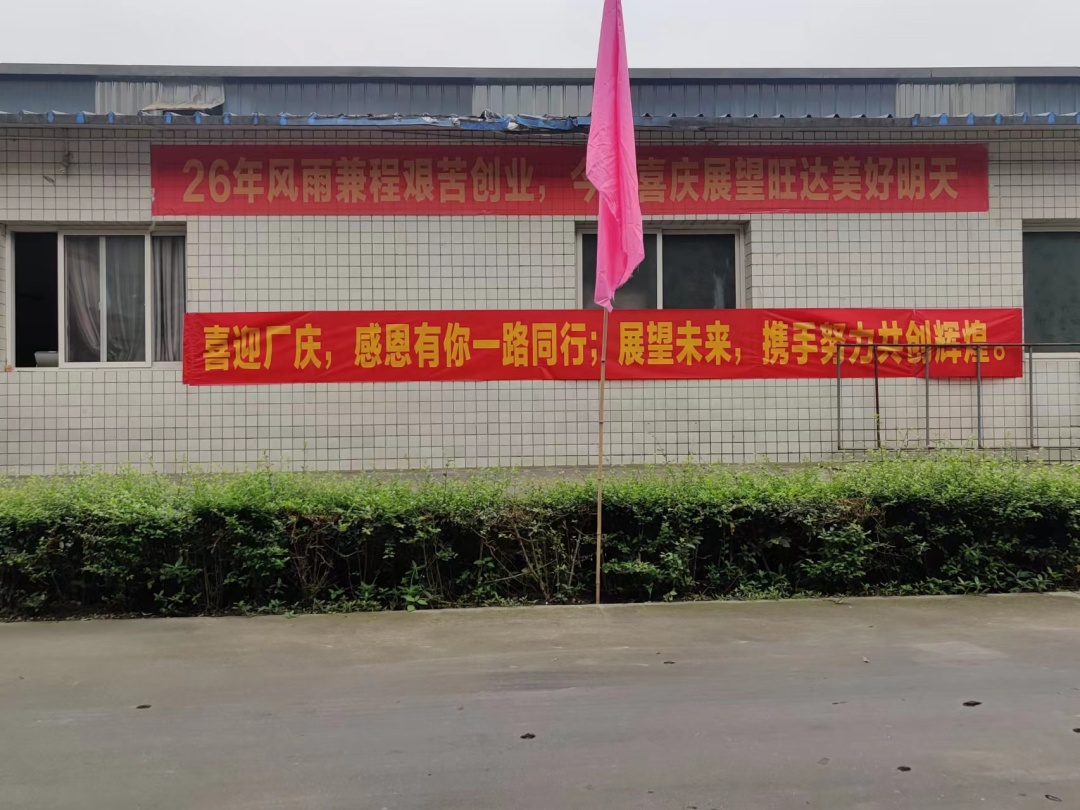 26年风雨兼程艰苦创业，今 喜庆展望旺达美好明天
喜迎厂庆，感恩有你一路同行；展望未来，携手努力共创辉煌。